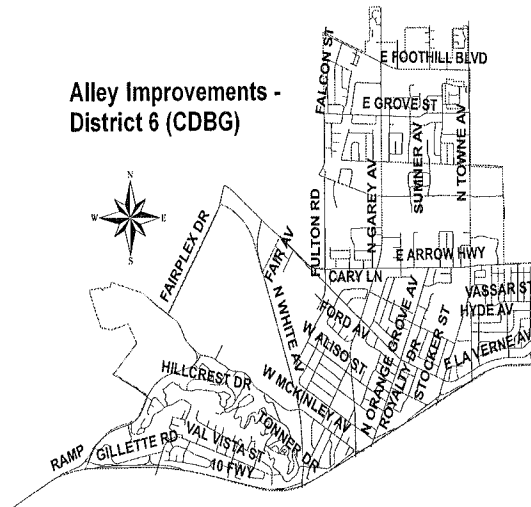 Alley Improvements -
District 6 (CDBG)
N
W
E
S
FALCON ST
E FOOTHILL BLVD
E GROVE ST
SUMNER AV
N TOWNE AV
N GAREY AV
FULTON RD
E ARROW HWY
CARY LN
FAIRPLEX DR
FAIR AV
N WHITE AV
FORD AV
W ALISO ST
N ORANGE GROVE AV
ROYALTY DR
STOCKER ST
VASSAR ST
HYDE AV
E LA VERNE AV
W MCKINLEY AV
HILLCREST DR
TONNER DR
VAL VISTA ST
GILLETTE RD
10 FWY
RAMP